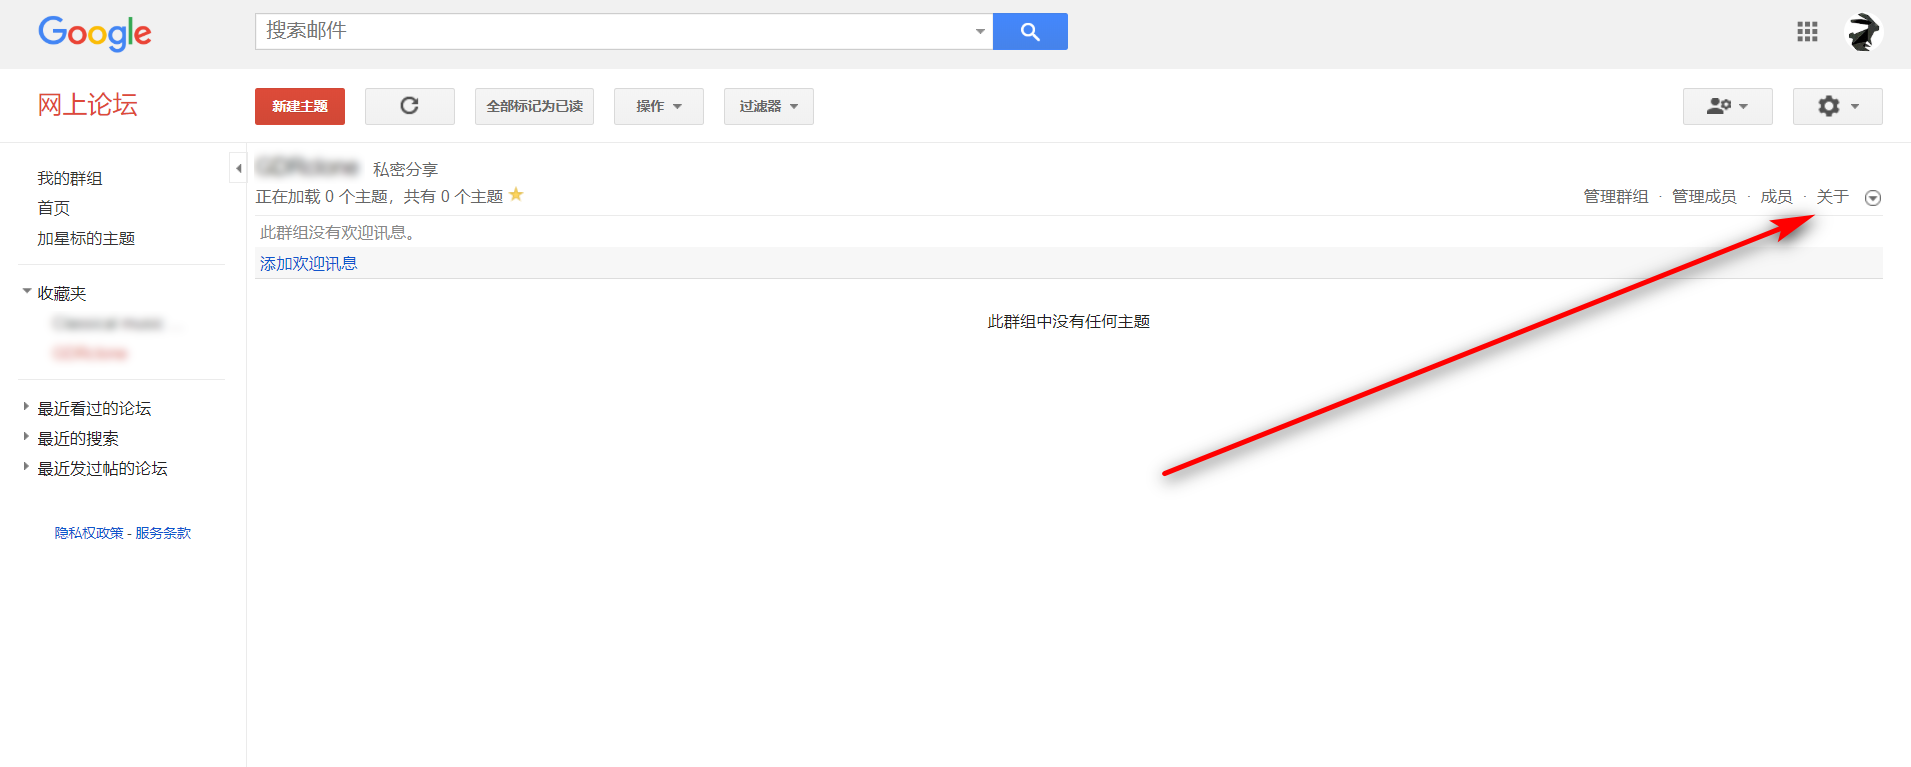 Google
搜索邮件
网上论坛
新建主题
全部标记为已读
操作
过滤器
我的群组
首页
加星标的主题
收藏夹
最近看过的论坛
最近的搜索
最近发过帖的论坛
隐私权政策 - 服务条款
私密分享
正在加载 0 个主题，共有 0 个主题
管理群组 · 管理成员 · 成员 · 关于
此群组没有欢迎讯息。
添加欢迎讯息
此群组中没有任何主题